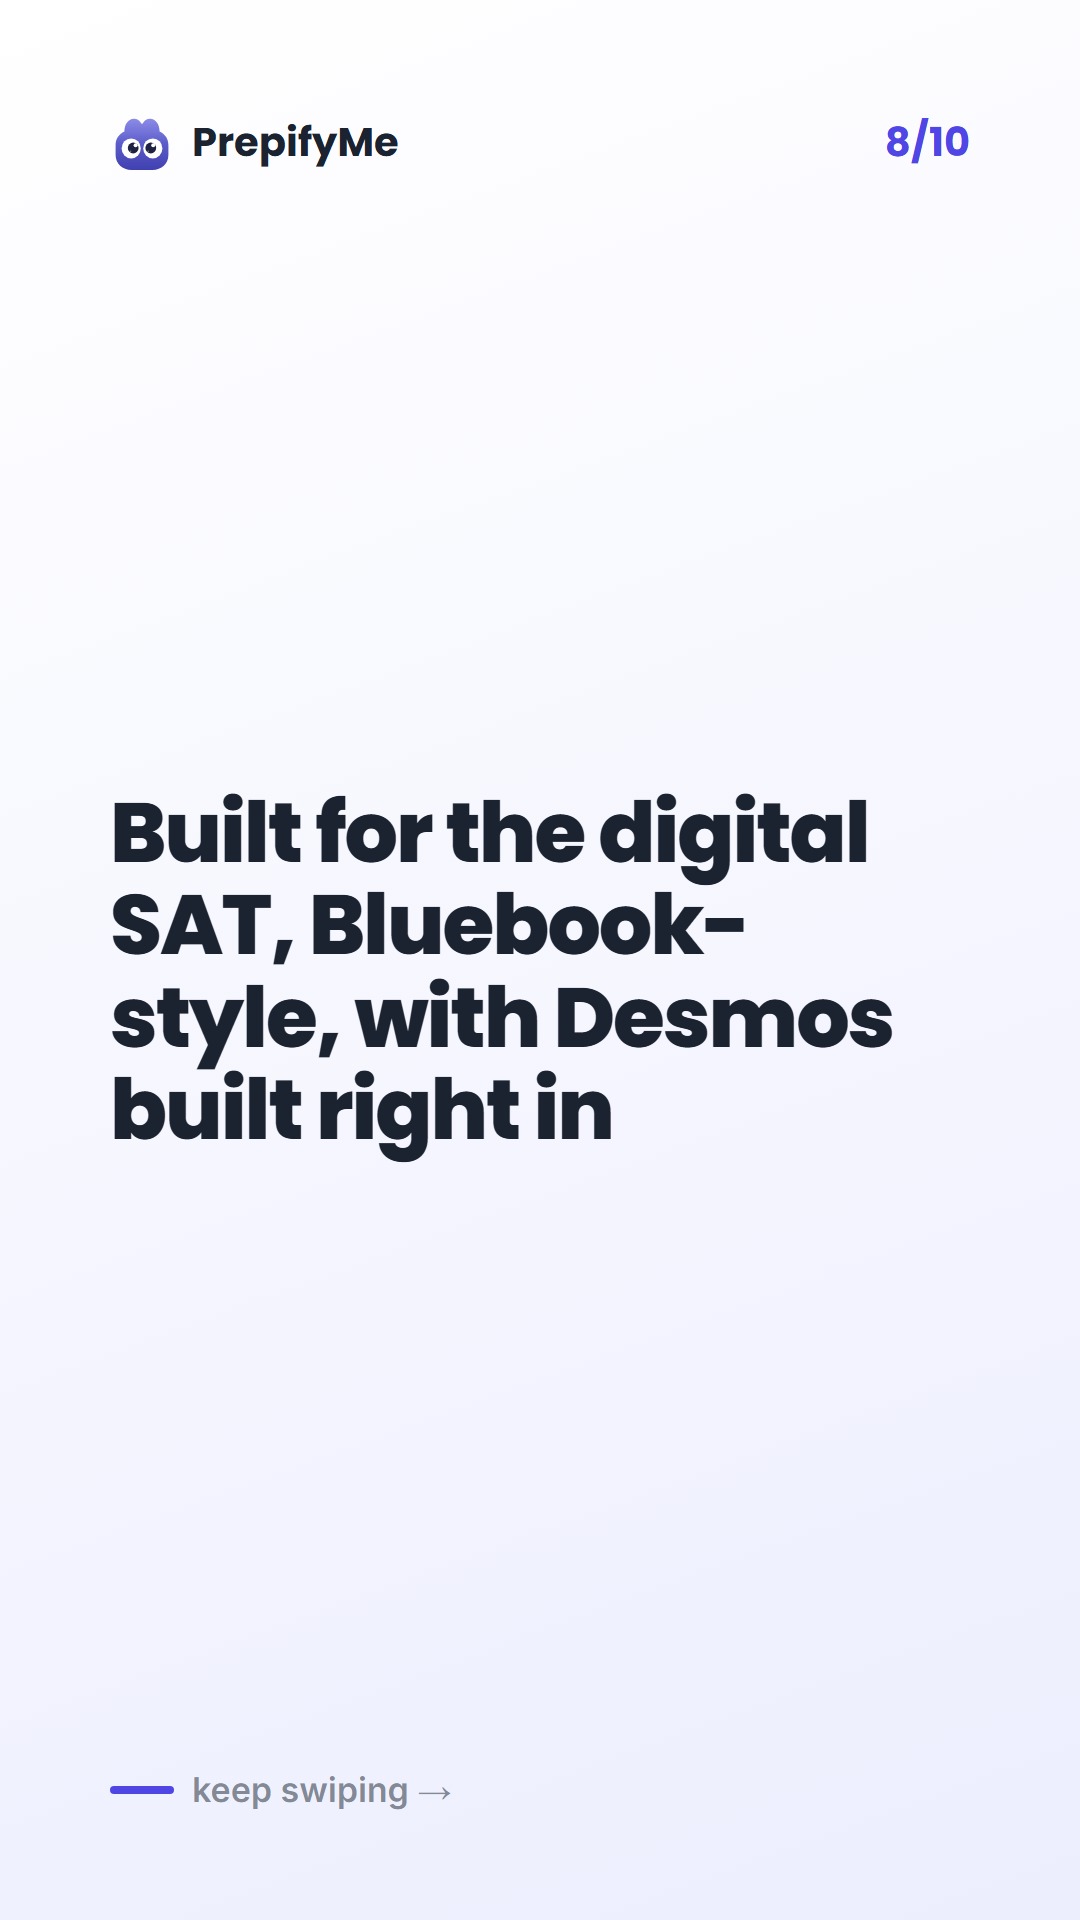 PrepifyMe
8/10
Built for the digital
SAT, Bluebook-
style, with Desmos
built right in
keep swiping →